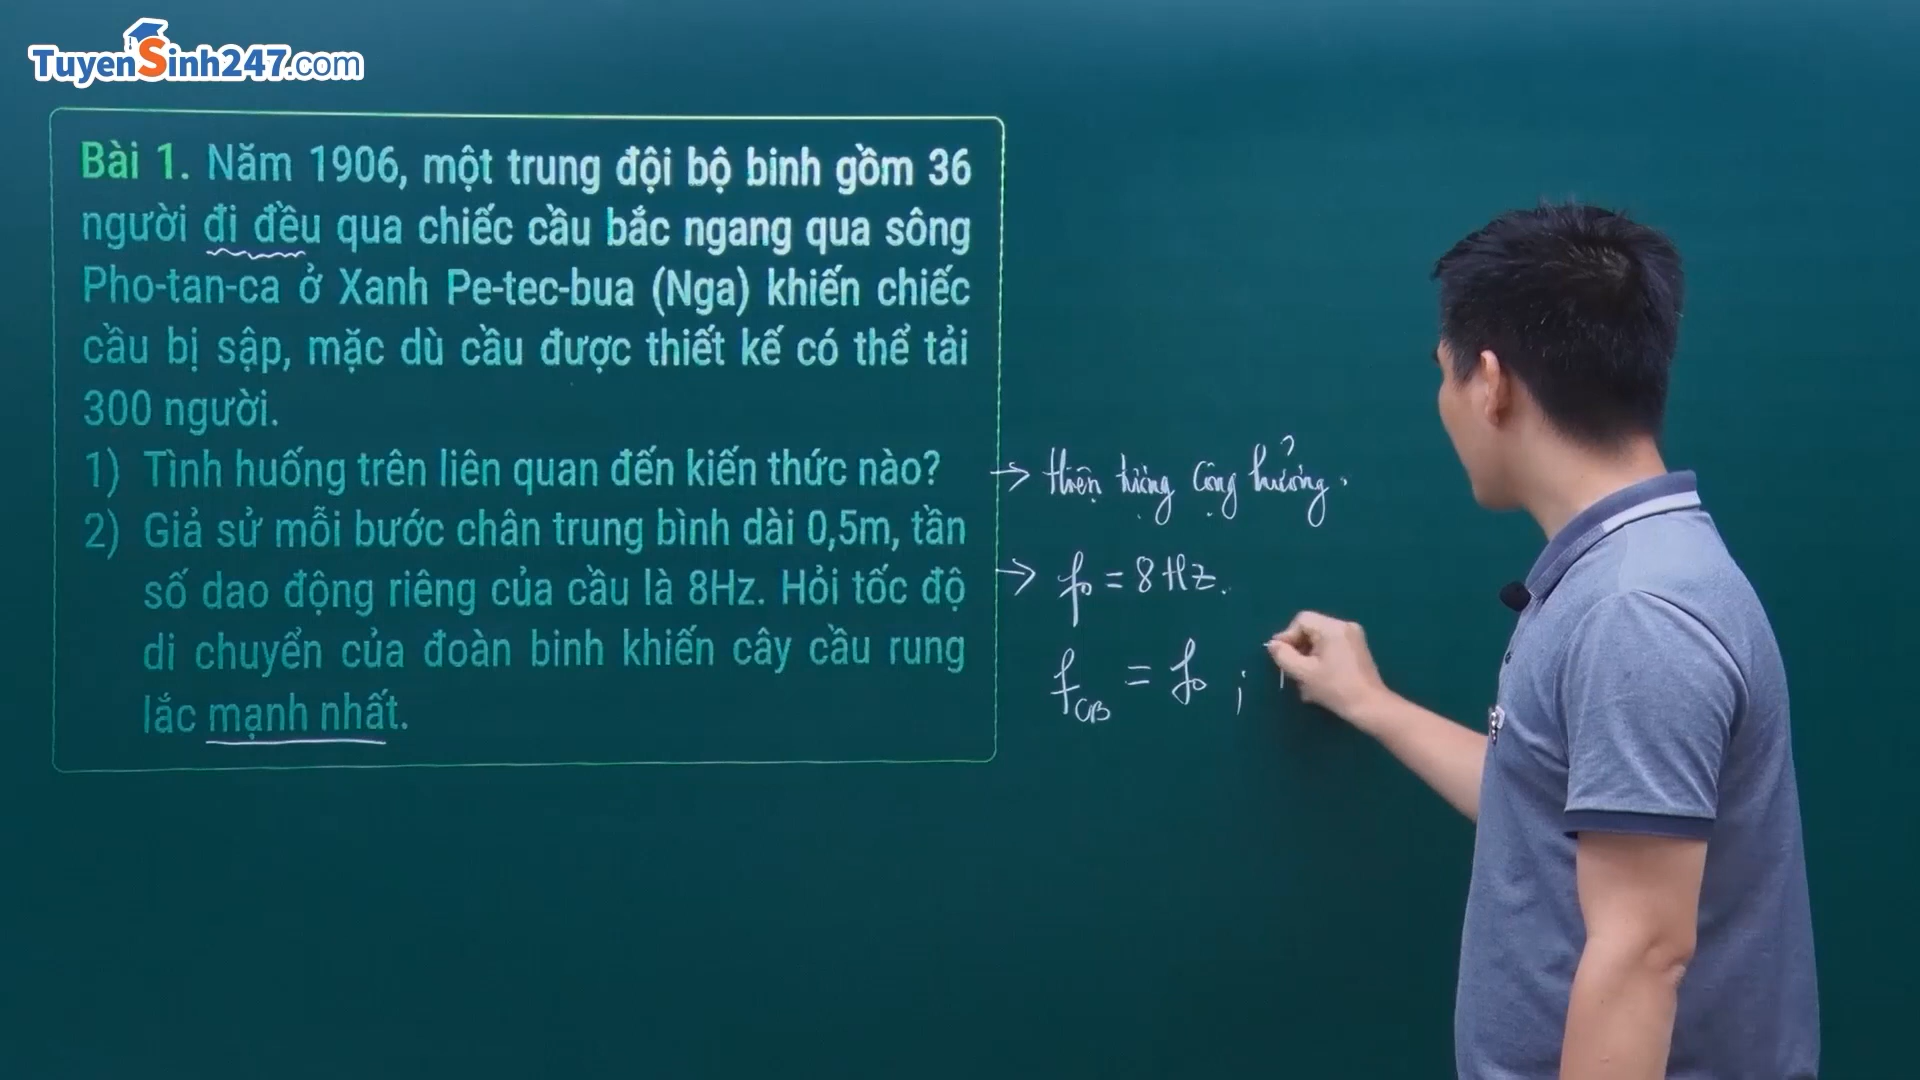 TuyenSinh247.com
Bài 1. Năm 1906, một trung đội bộ binh gồm 36
người đi đều qua chiếc cầu bắc ngang qua sông
Pho-tan-ca ở Xanh Pe-tec-bua (Nga) khiến chiếc
cầu bị sập, mặc dù cầu được thiết kế có thể tải
300 người.
1) Tình huống trên liên quan đến kiến thức nào?
→ Hiện tượng cộng hưởng.
2) Giả sử mỗi bước chân trung bình dài 0,5m, tần
số dao động riêng của cầu là 8Hz. Hỏi tốc độ
di chuyển của đoàn binh khiến cây cầu rung
lắc mạnh nhất.
→ f₀ = 8Hz.
f_CB = f₀ ;